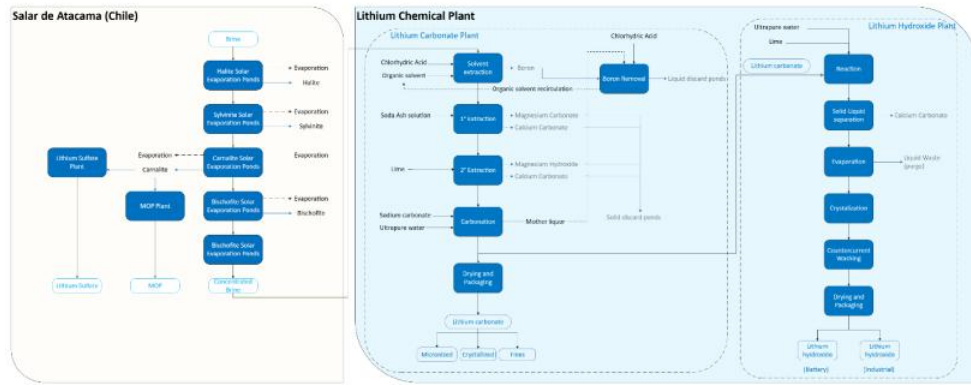 Salar de Atacama (Chile)
Brine
Halite Solar
Evaporation Ponds
Evaporation
Halite
Sylvinite Solar
Evaporation Ponds
Evaporation
Sylvinite
Lithium Sulfate
Plant
Evaporation
Carnalite
Carnalite Solar
Evaporation Ponds
Evaporation
MOP Plant
Bischofite Solar
Evaporation Ponds
Evaporation
Bischofite
Bischofite Solar
Evaporation Ponds
Lithium Sulfate
MOP
Concentrated
Brine
Lithium Chemical Plant
Lithium Carbonate Plant
Chlorhydric Acid
Chlorhydric Acid
Organic solvent
Solvent
extraction
Boron
Boron Removal
Liquid discard ponds
Organic solvent recirculation
Soda Ash solution
1° Extraction
Magnesium Carbonate
Calcium Carbonate
Lime
2° Extraction
Magnesium Hydroxide
Calcium Carbonate
Sodium carbonate
Ultrapure water
Carbonation
Mother liquor
Solid discard ponds
Drying and
Packaging
Lithium carbonate
Micronized
Crystallized
Fines
Lithium Hydroxide Plant
Ultrapure water
Lime
Lithium carbonate
Reaction
Solid Liquid
separation
Calcium Carbonate
Evaporation
Liquid Waste
(purge)
Crystallization
Countercurrent
Washing
Drying and
Packaging
Lithium
hydroxide
(Battery)
Lithium
hydroxide
(Industrial)